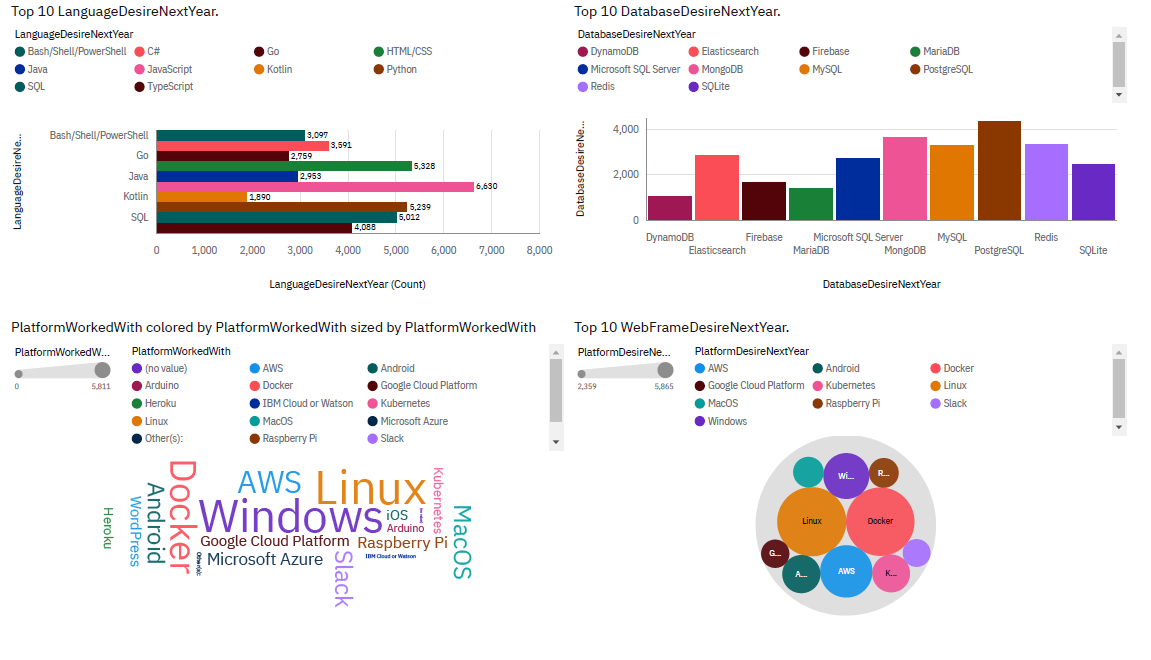 Top 10 LanguageDesireNextYear.
LanguageDesireNextYear
Bash/Shell/PowerShell C# Go HTML/CSS
Java JavaScript Kotlin Python
SQL TypeScript
LanguageDesireNe...
Bash/Shell/PowerShell
Go
Java
Kotlin
SQL
3,097
3,591
2,759
5,328
2,953
6,630
1,890
5,239
5,012
4,088
0 1,000 2,000 3,000 4,000 5,000 6,000 7,000 8,000
LanguageDesireNextYear (Count)
Top 10 DatabaseDesireNextYear.
DatabaseDesireNextYear
DynamoDB Elasticsearch Firebase MariaDB
Microsoft SQL Server MongoDB MySQL PostgreSQL
Redis SQLite
DatabaseDesireNe...
4,000
2,000
0
DynamoDB Firebase Microsoft SQL Server MySQL Redis
Elasticsearch MariaDB MongoDB PostgreSQL SQLite
DatabaseDesireNextYear
PlatformWorkedWith colored by PlatformWorkedWith sized by PlatformWorkedWith
PlatformWorkedW...
0 5,811
PlatformWorkedWith
(no value) AWS Android
Arduino Docker Google Cloud Platform
Heroku IBM Cloud or Watson Kubernetes
Linux MacOS Microsoft Azure
Other(s): Raspberry Pi Slack
Heroku
WordPress
Android
Docker
AWS
Linux
Kubernetes
Windows
iOS
I
Arduino
MacOS
Google Cloud Platform
Raspberry Pi
Other(s):
Microsoft Azure
IBM Cloud or Watson
Slack
Top 10 WebFrameDesireNextYear.
PlatformDesireNe...
2,359 5,865
PlatformDesireNextYear
AWS Android Docker
Google Cloud Platform Kubernetes Linux
MacOS Raspberry Pi Slack
Windows
Wi...
R...
Linux
Docker
G...
A...
AWS
K...